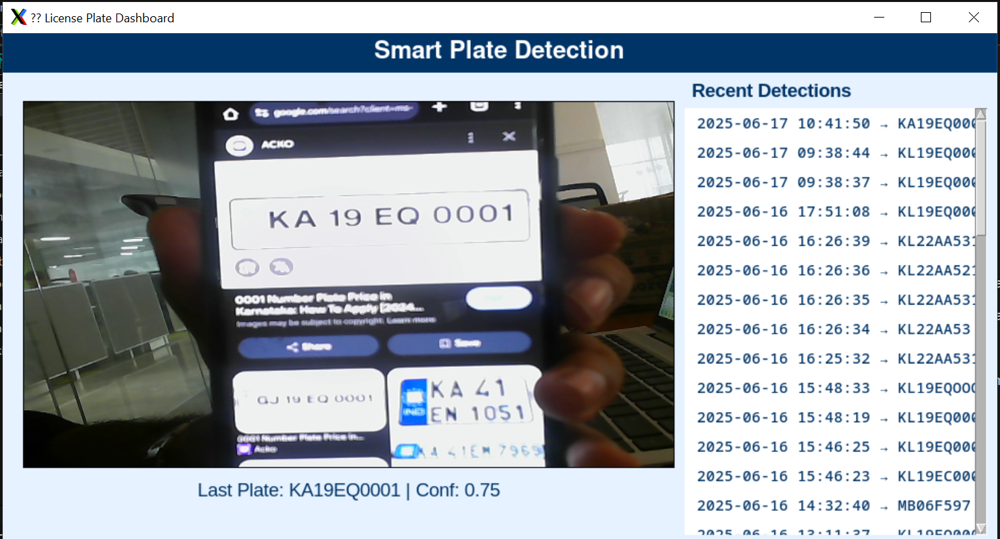 ?? License Plate Dashboard
Smart Plate Detection
google.com/search?client=ms-
ACKO
KA 19 EQ 0001
0001 Number Plate Price in
Karnataka: How To Apply [2024...
Images may be subject to copyright. Learn more
Share
Save
GJ 19 EQ 0001
0001 Number Plate Price in...
Acko
KA 41
IND
EN 1051
KA 41EM 7969
Last Plate: KA19EQ0001 | Conf: 0.75
Recent Detections
2025-06-17 10:41:50 → KA19EQ000
2025-06-17 09:38:44 → KL19EQ000
2025-06-17 09:38:37 → KL19EQ000
2025-06-16 17:51:08 → KL19EQ000
2025-06-16 16:26:39 → KL22AA531
2025-06-16 16:26:36 → KL22AA521
2025-06-16 16:26:35 → KL22AA531
2025-06-16 16:26:34 → KL22AA53
2025-06-16 16:25:32 → KL22AA531
2025-06-16 15:48:33 → KL19EQOOO
2025-06-16 15:48:19 → KL19EQ000
2025-06-16 15:46:25 → KL19EQ000
2025-06-16 15:46:23 → KL19EC000
2025-06-16 14:32:40 → MB06F597
2025-06-16 13:11:37 → KL19EQ000